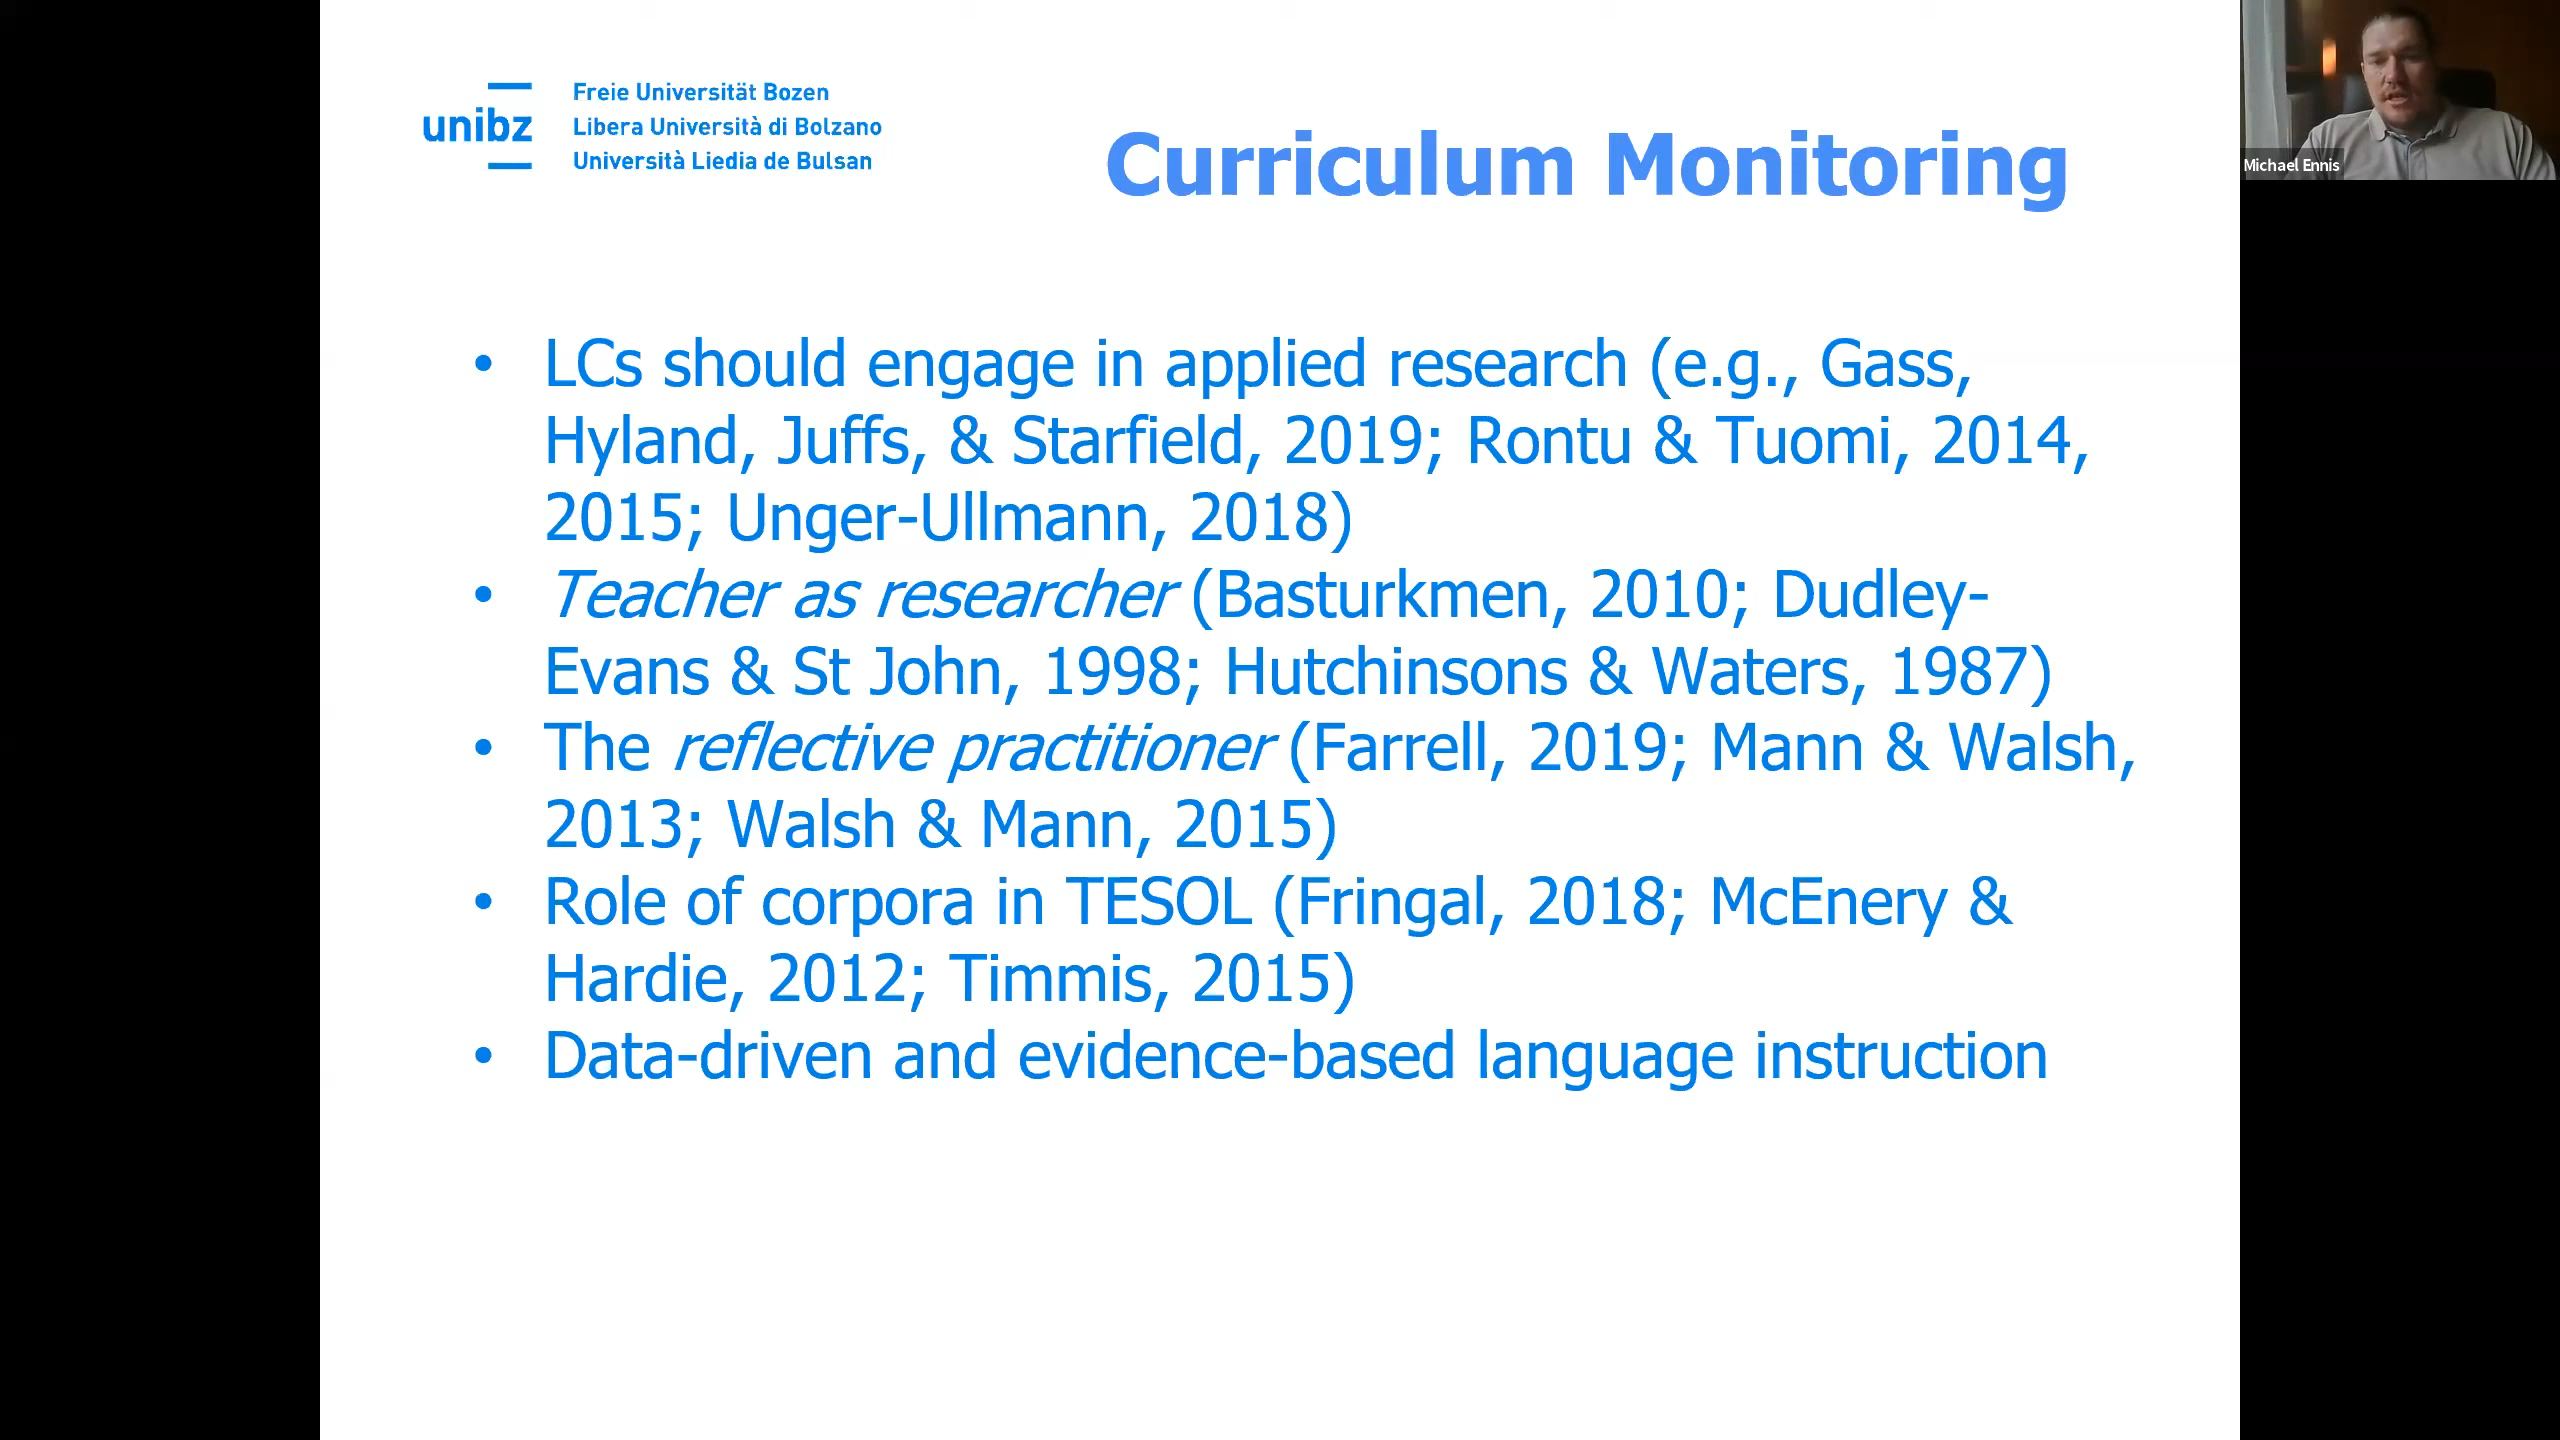 unibz
Freie Universität Bozen
Libera Università di Bolzano
Università Liedia de Bulsan
Curriculum Monitoring
Michael Ennis
• LCs should engage in applied research (e.g., Gass,
Hyland, Juffs, & Starfield, 2019; Rontu & Tuomi, 2014,
2015; Unger-Ullmann, 2018)
• Teacher as researcher (Basturkmen, 2010; Dudley-
Evans & St John, 1998; Hutchinsons & Waters, 1987)
• The reflective practitioner (Farrell, 2019; Mann & Walsh,
2013; Walsh & Mann, 2015)
• Role of corpora in TESOL (Fringal, 2018; McEnery &
Hardie, 2012; Timmis, 2015)
• Data-driven and evidence-based language instruction